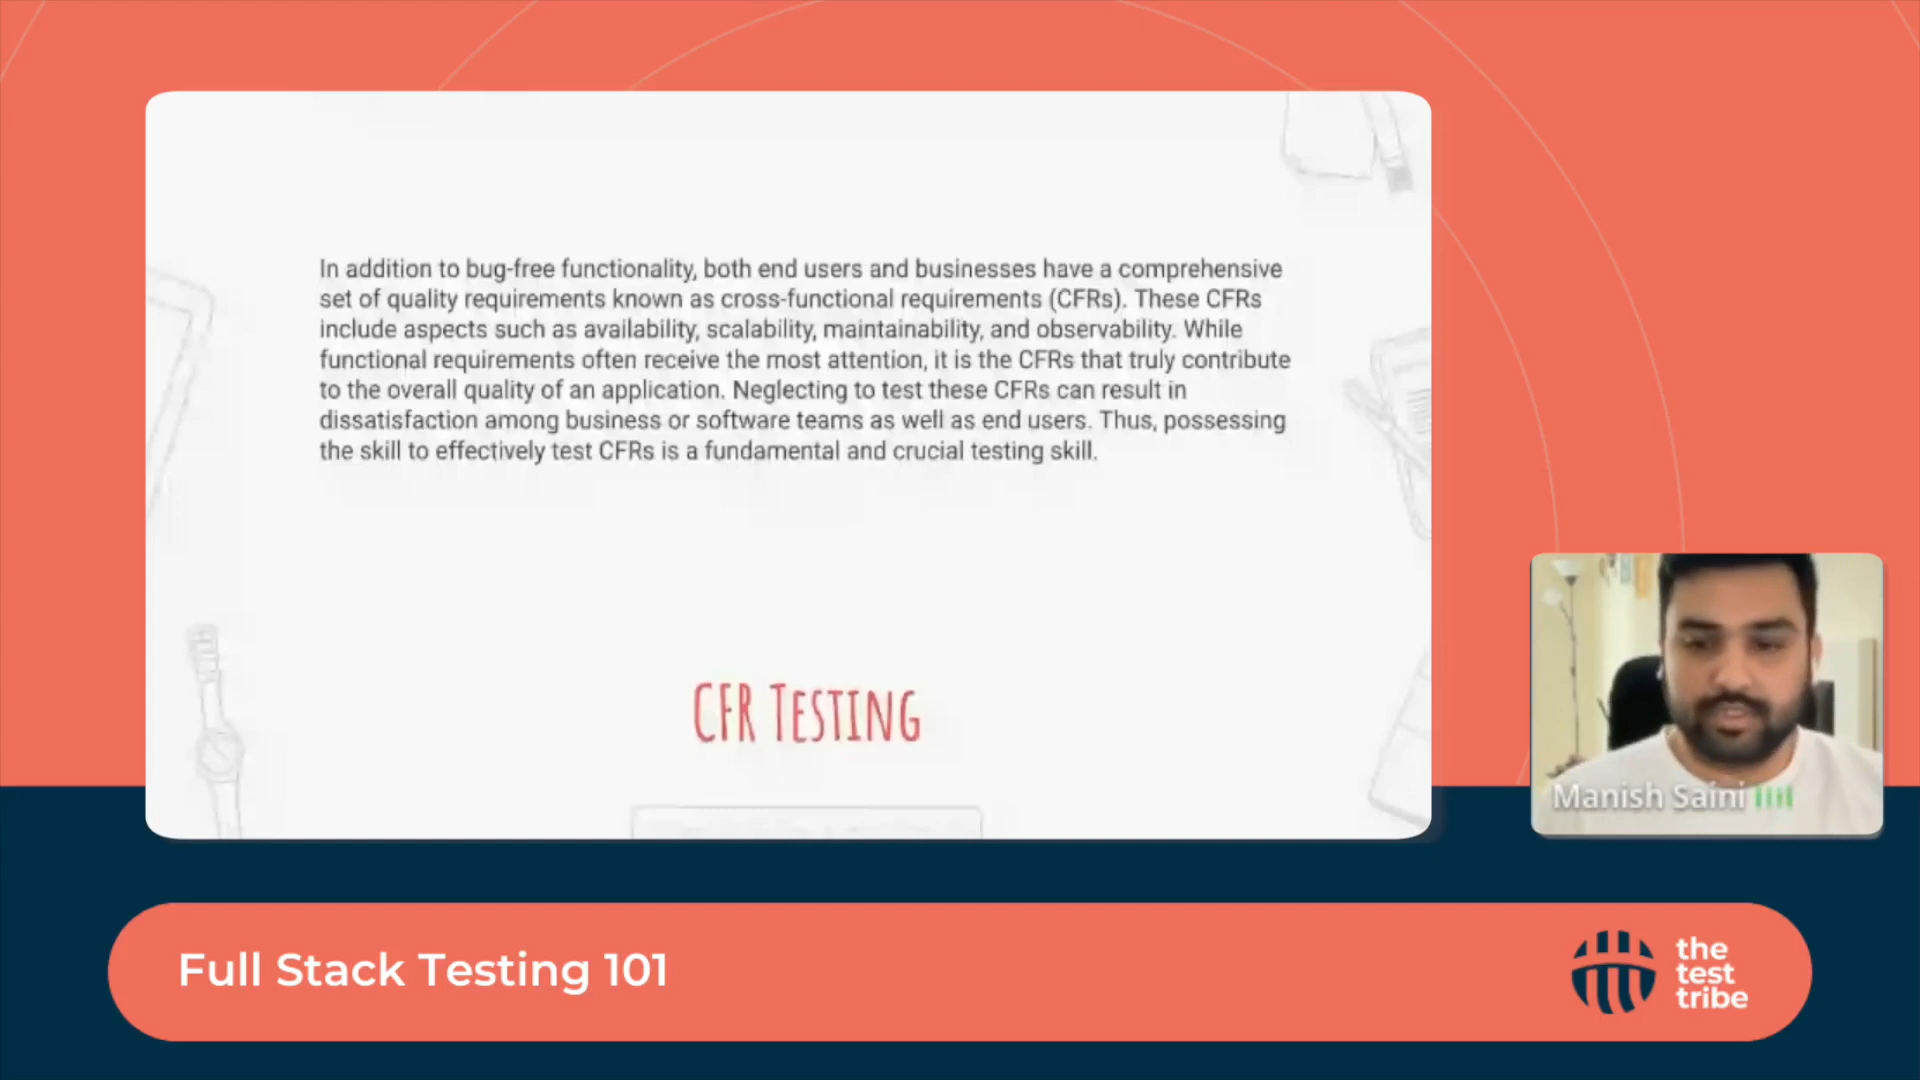 In addition to bug-free functionality, both end users and businesses have a comprehensive
set of quality requirements known as cross-functional requirements (CFRs). These CFRs
include aspects such as availability, scalability, maintainability, and observability. While
functional requirements often receive the most attention, it is the CFRs that truly contribute
to the overall quality of an application. Neglecting to test these CFRs can result in
dissatisfaction among business or software teams as well as end users. Thus, possessing
the skill to effectively test CFRs is a fundamental and crucial testing skill.
CFR TESTING
Manish Saini
Full Stack Testing 101
the
test
tribe